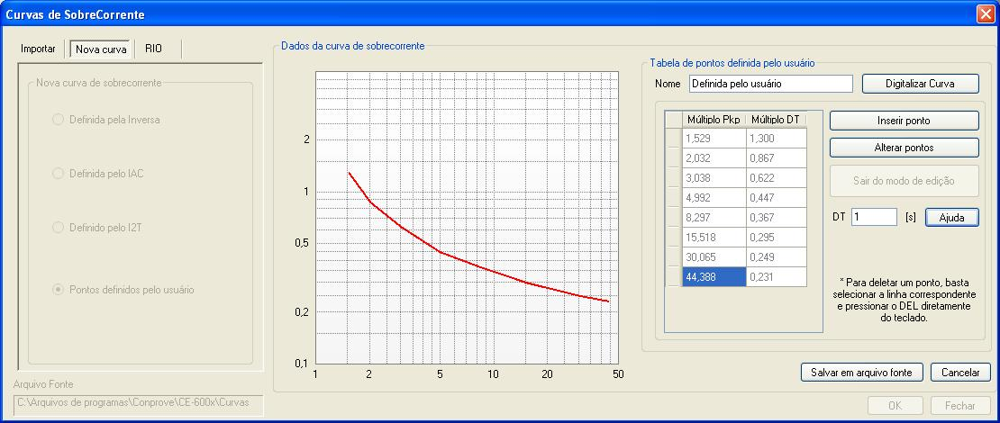 Curvas de SobreCorrente
Importar
Nova curva
RIO
Nova curva de sobrecorrente
Definida pela Inversa
Definida pelo IAC
Definido pelo I2T
Pontos definidos pelo usuário
Arquivo Fonte
C:\Arquivos de programas\Conprove\CE-600x\Curvas
Dados da curva de sobrecorrente
2
1
0,5
0,2
0,1
1 2 5 10 20 50
Tabela de pontos definida pelo usuário
Nome Definida pelo usuário
Digitalizar Curva
Múltiplo Pkp Múltiplo DT
1,529 1,300
2,032 0,867
3,038 0,622
4,992 0,447
8,297 0,367
15,518 0,295
30,065 0,249
44,388 0,231
Inserir ponto
Alterar pontos
Sair do modo de edição
DT 1 [s] Ajuda
* Para deletar um ponto, basta
selecionar a linha correspondente
e pressionar o DEL diretamente
do teclado.
Salvar em arquivo fonte
Cancelar
OK
Fechar